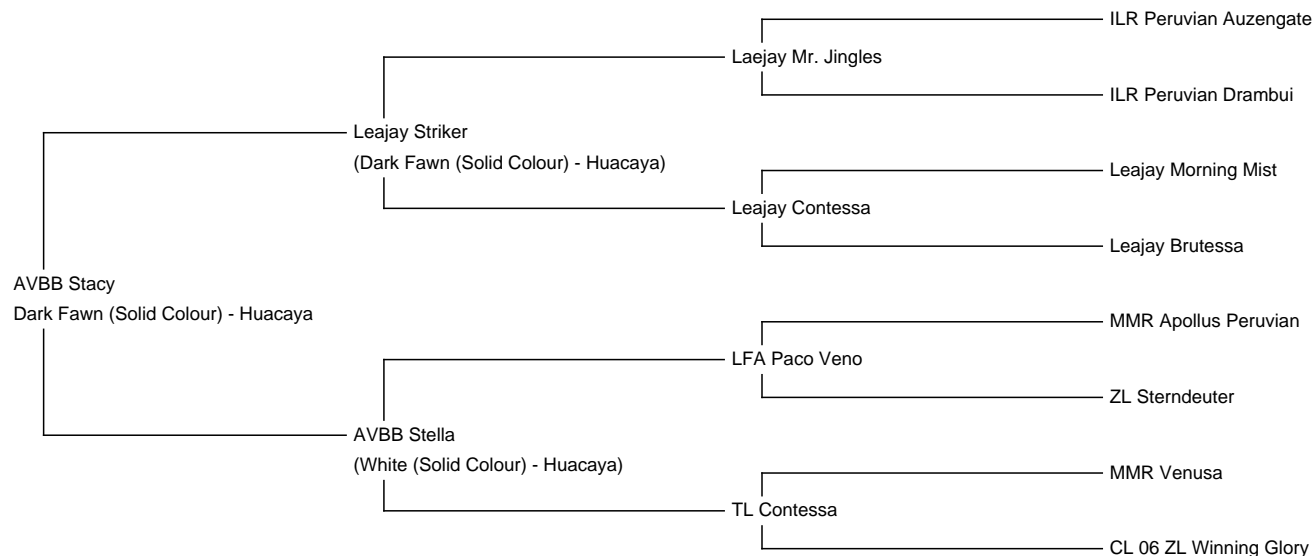 ILR Peruvian Auzengate
Laejay Mr. Jingles
ILR Peruvian Drambui
Leajay Striker
(Dark Fawn (Solid Colour) - Huacaya)
Leajay Morning Mist
Leajay Contessa
Leajay Brutessa
AVBB Stacy
Dark Fawn (Solid Colour) - Huacaya
MMR Apollus Peruvian
LFA Paco Veno
ZL Sterndeuter
AVBB Stella
(White (Solid Colour) - Huacaya)
MMR Venusa
TL Contessa
CL 06 ZL Winning Glory